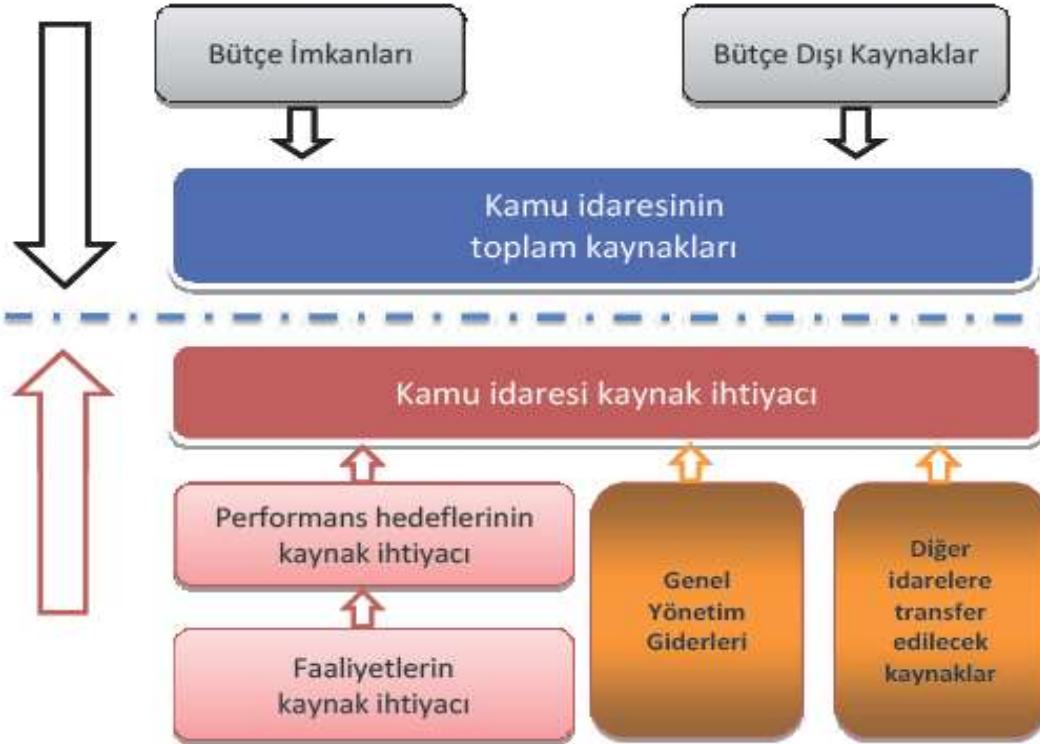 Bütçe İmkanları
Bütçe Dışı Kaynaklar
Kamu idaresinin
toplam kaynakları
Kamu idaresi kaynak ihtiyacı
Performans hedeflerinin
kaynak ihtiyacı
Faaliyetlerin
kaynak ihtiyacı
Genel
Yönetim
Giderleri
Diğer
idarelere
transfer
edilecek
kaynaklar